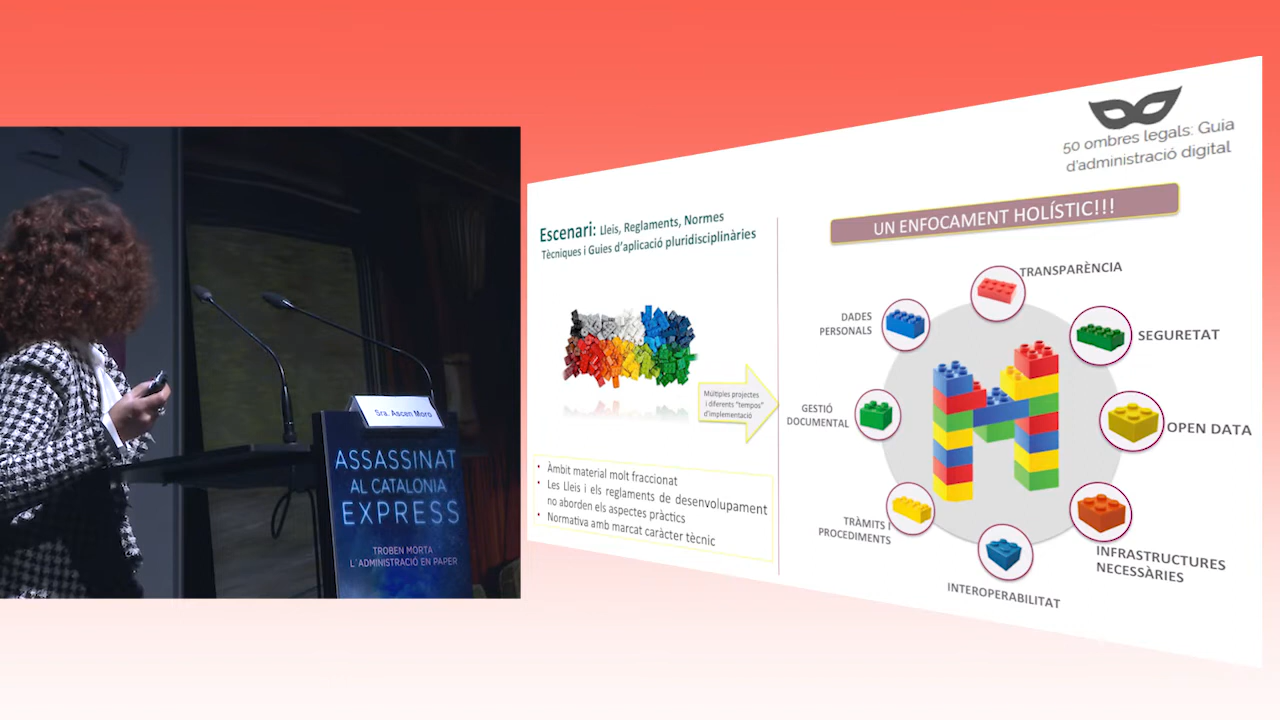 Sra. Ascen Moro
ASSASSINAT
AL CATALONIA
EXPRESS
TROBEN MORTA
L'ADMINISTRACIÓ EN PAPER
50 ombres legals: Guía
d'administració digital
Escenari: Lleis, Reglaments, Normes
Tècniques i Guies d'aplicació pluridisciplinàries
Múltiples projectes
i diferents "tempos"
d'implementació
• Àmbit material molt fraccionat
• Les Lleis i els reglaments de desenvolupament
no aborden els aspectes pràctics
• Normativa amb marcat caràcter tècnic
UN ENFOCAMENT HOLÍSTIC!!!
TRANSPARÈNCIA
SEGURETAT
OPEN DATA
INFRASTRUCTURES
NECESSÀRIES
INTEROPERABILITAT
TRÀMITS I
PROCEDIMENTS
GESTIÓ
DOCUMENTAL
DADES
PERSONALS